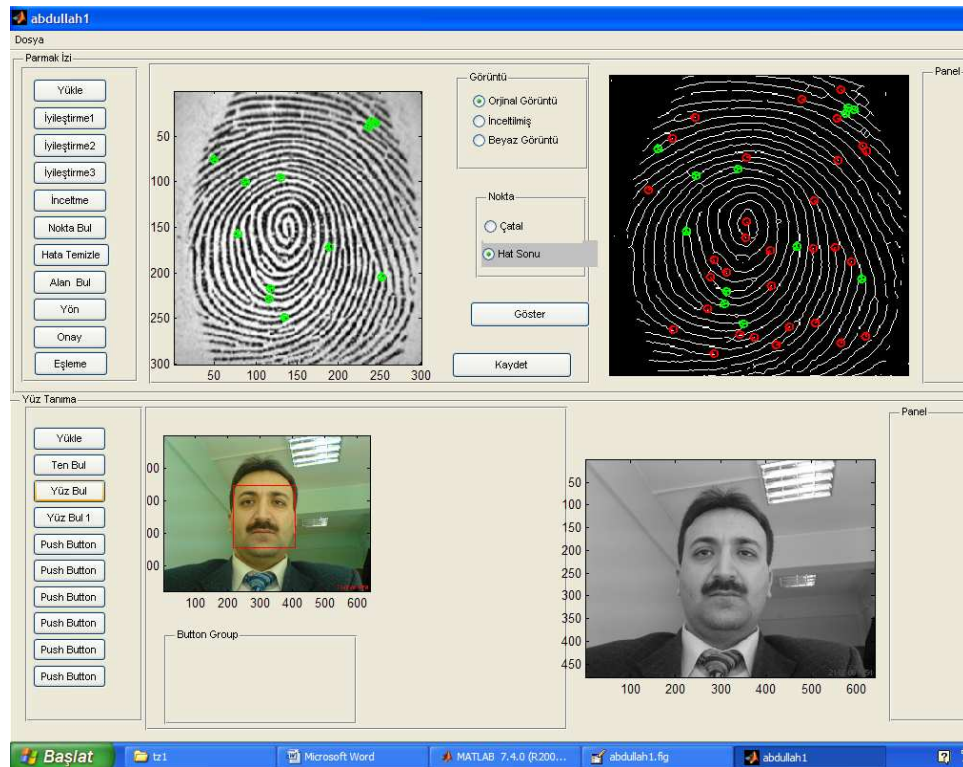 abdullah1
Dosya
Parmak İzi
Yükle
İyileştirme1
İyileştirme2
İyileştirme3
İnceltme
Nokta Bul
Hata Temizle
Alan Bul
Yön
Onay
Eşleme
50
100
150
200
250
300
50 100 150 200 250 300
Görüntü
Orjinal Görüntü
İnceltilmiş
Beyaz Görüntü
Nokta
Çatal
Hat Sonu
Göster
Kaydet
Panel
Yüz Tanıma
Yükle
Ten Bul
Yüz Bul
Yüz Bul 1
Push Button
Push Button
Push Button
Push Button
Push Button
Push Button
00
00
00
00
100 200 300 400 500 600
Button Group
50
100
150
200
250
300
350
400
450
100 200 300 400 500 600
Panel
Başlat
tz1
Microsoft Word
MATLAB 7.4.0 (R200...
abdullah1.fig
abdullah1